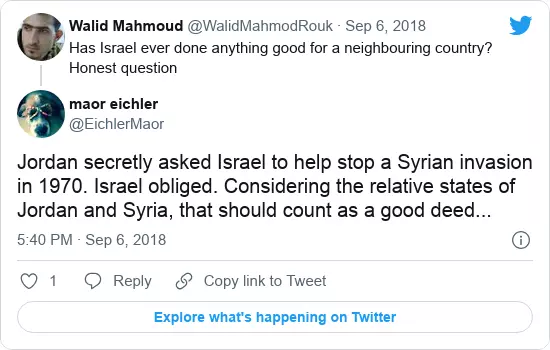 Walid Mahmoud @WalidMahmodRouk · Sep 6, 2018
Has Israel ever done anything good for a neighbouring country?
Honest question
maor eichler
@EichlerMaor
Jordan secretly asked Israel to help stop a Syrian invasion
in 1970. Israel obliged. Considering the relative states of
Jordan and Syria, that should count as a good deed...
5:40 PM · Sep 6, 2018
1 Reply Copy link to Tweet
Explore what's happening on Twitter